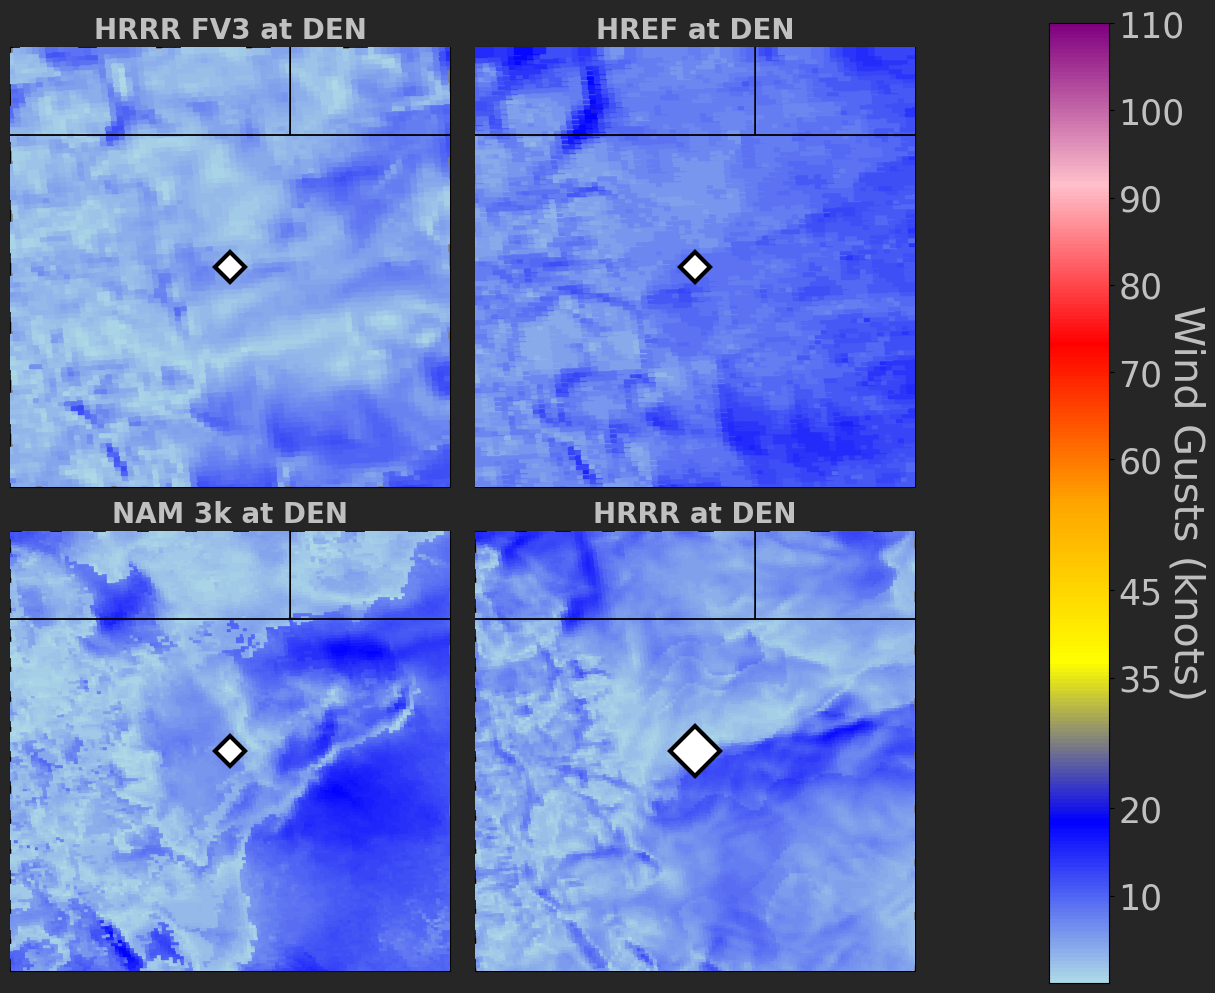 HRRR FV3 at DEN
HREF at DEN
NAM 3k at DEN
HRRR at DEN
110
100
90
80
70
60
45
35
20
10
Wind Gusts (knots)